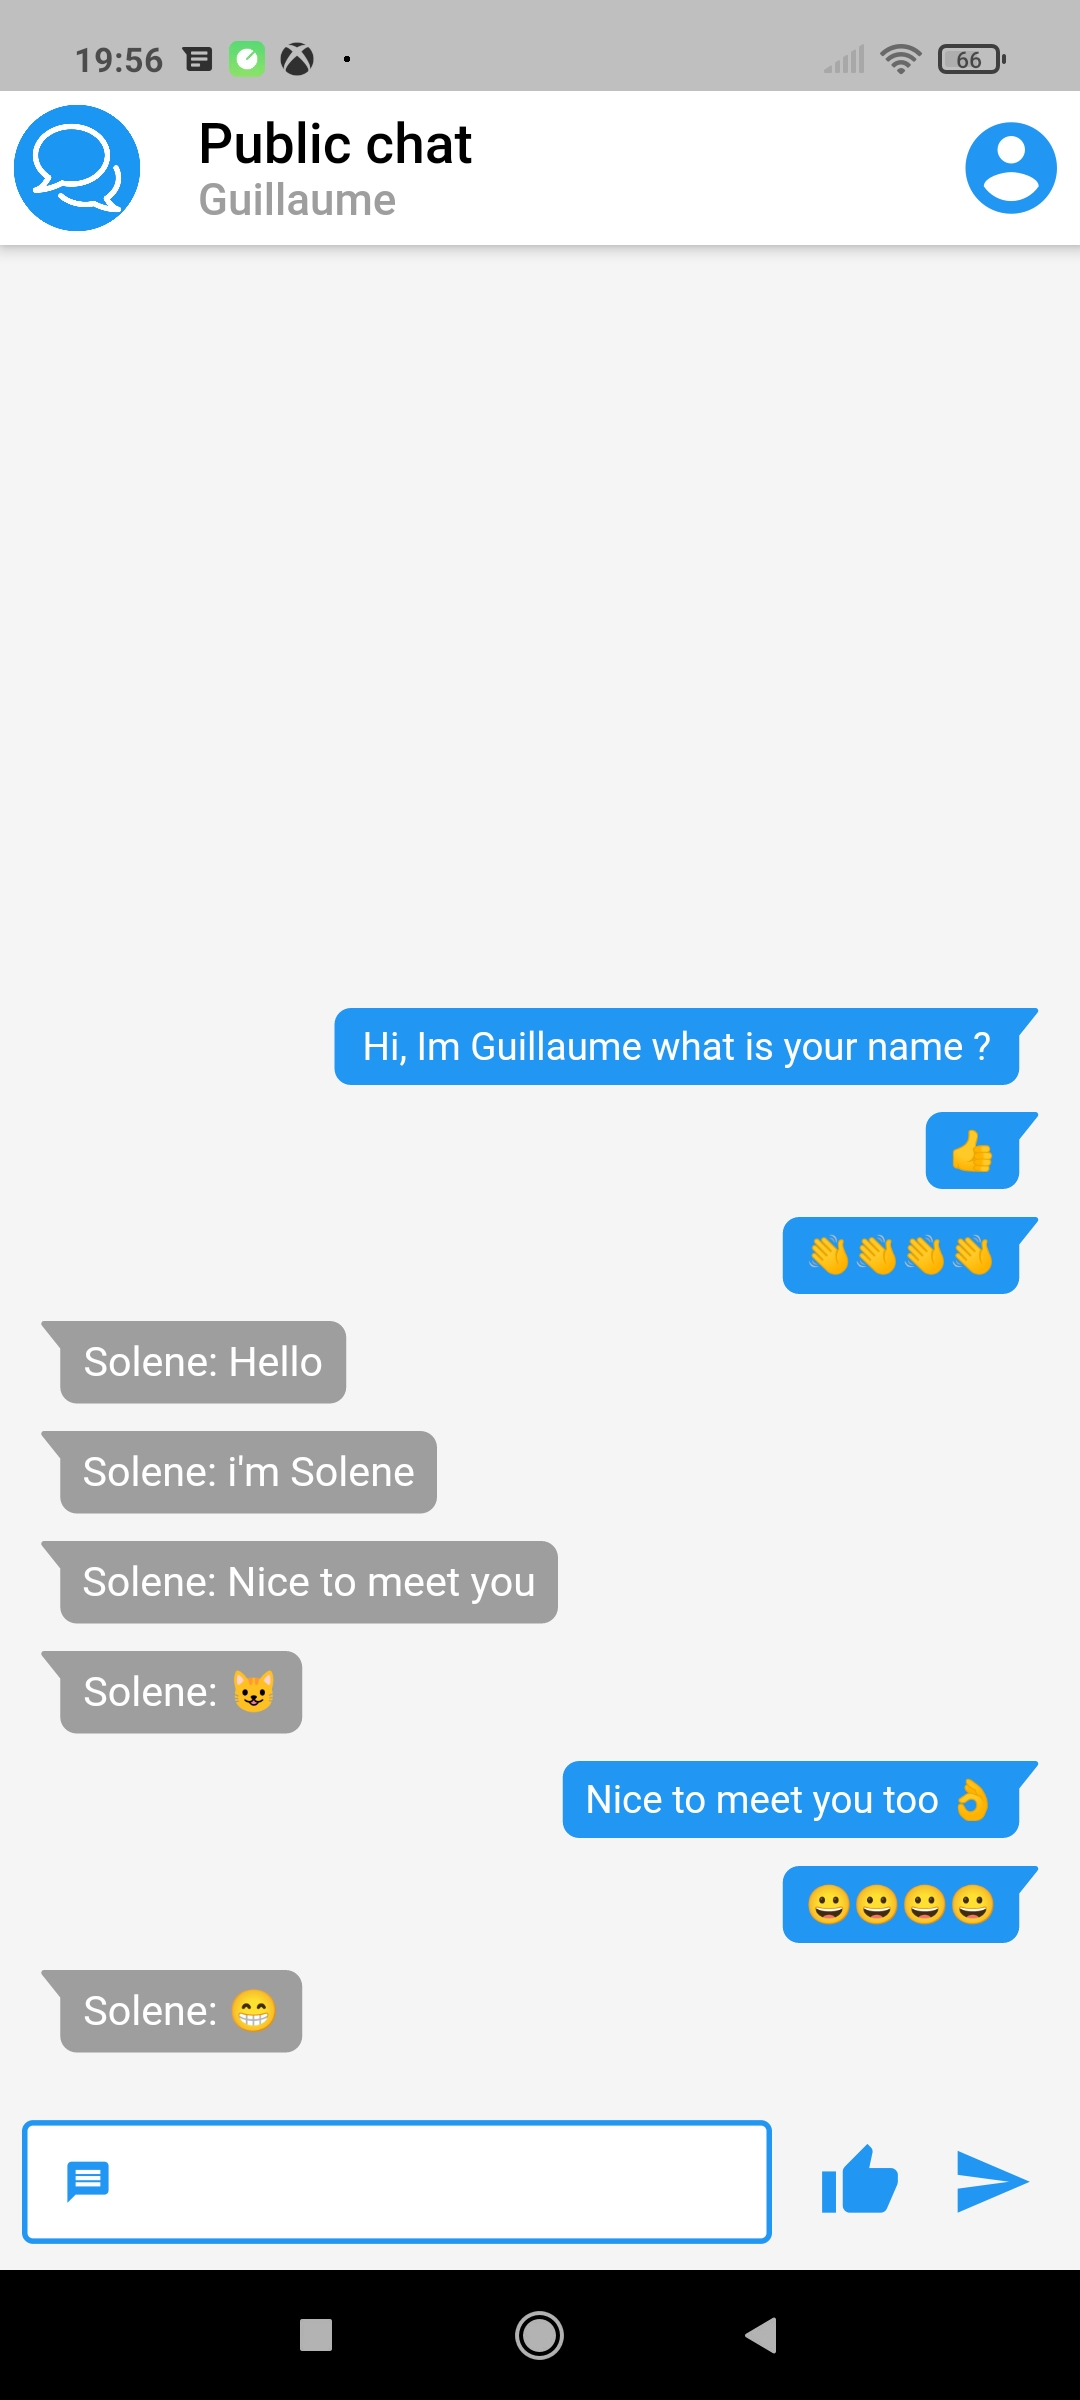 19:56
66
Public chat
Guillaume
Hi, Im Guillaume what is your name ?
👍
👋👋👋👋
Solene: Hello
Solene: i'm Solene
Solene: Nice to meet you
Solene: 😺
Nice to meet you too 👌
😀😀😀😀
Solene: 😁